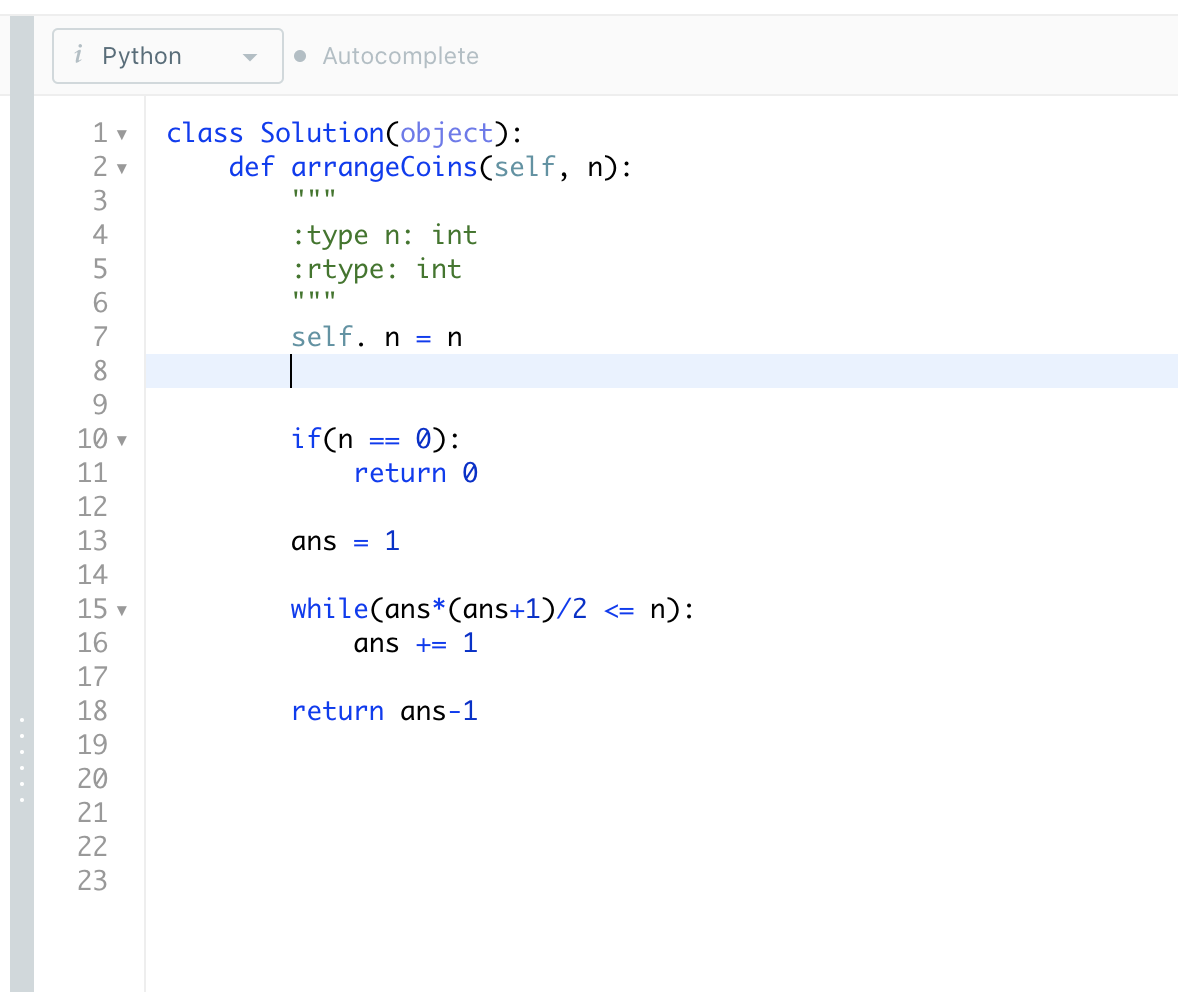 i Python Autocomplete
1 class Solution(object):
2     def arrangeCoins(self, n):
3         """
4         :type n: int
5         :rtype: int
6         """
7         self. n = n
8
9
10         if(n == 0):
11             return 0
12
13         ans = 1
14
15         while(ans*(ans+1)/2 <= n):
16             ans += 1
17
18         return ans-1
19
20
21
22
23